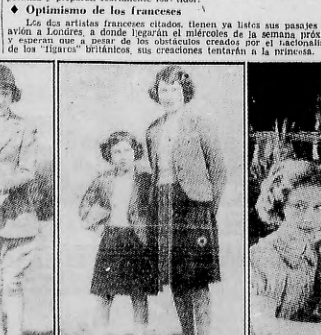 ◆ Optimismo de los franceses
Los dos artistas franceses citados, tienen ya listos sus pasajes
avión a Londres, a donde llegarán el miércoles de la semana próx
y esperan que a pesar de los obstáculos creados por el nacionali
de los "fígaros" británicos, sus creaciones tentarán a la princesa.